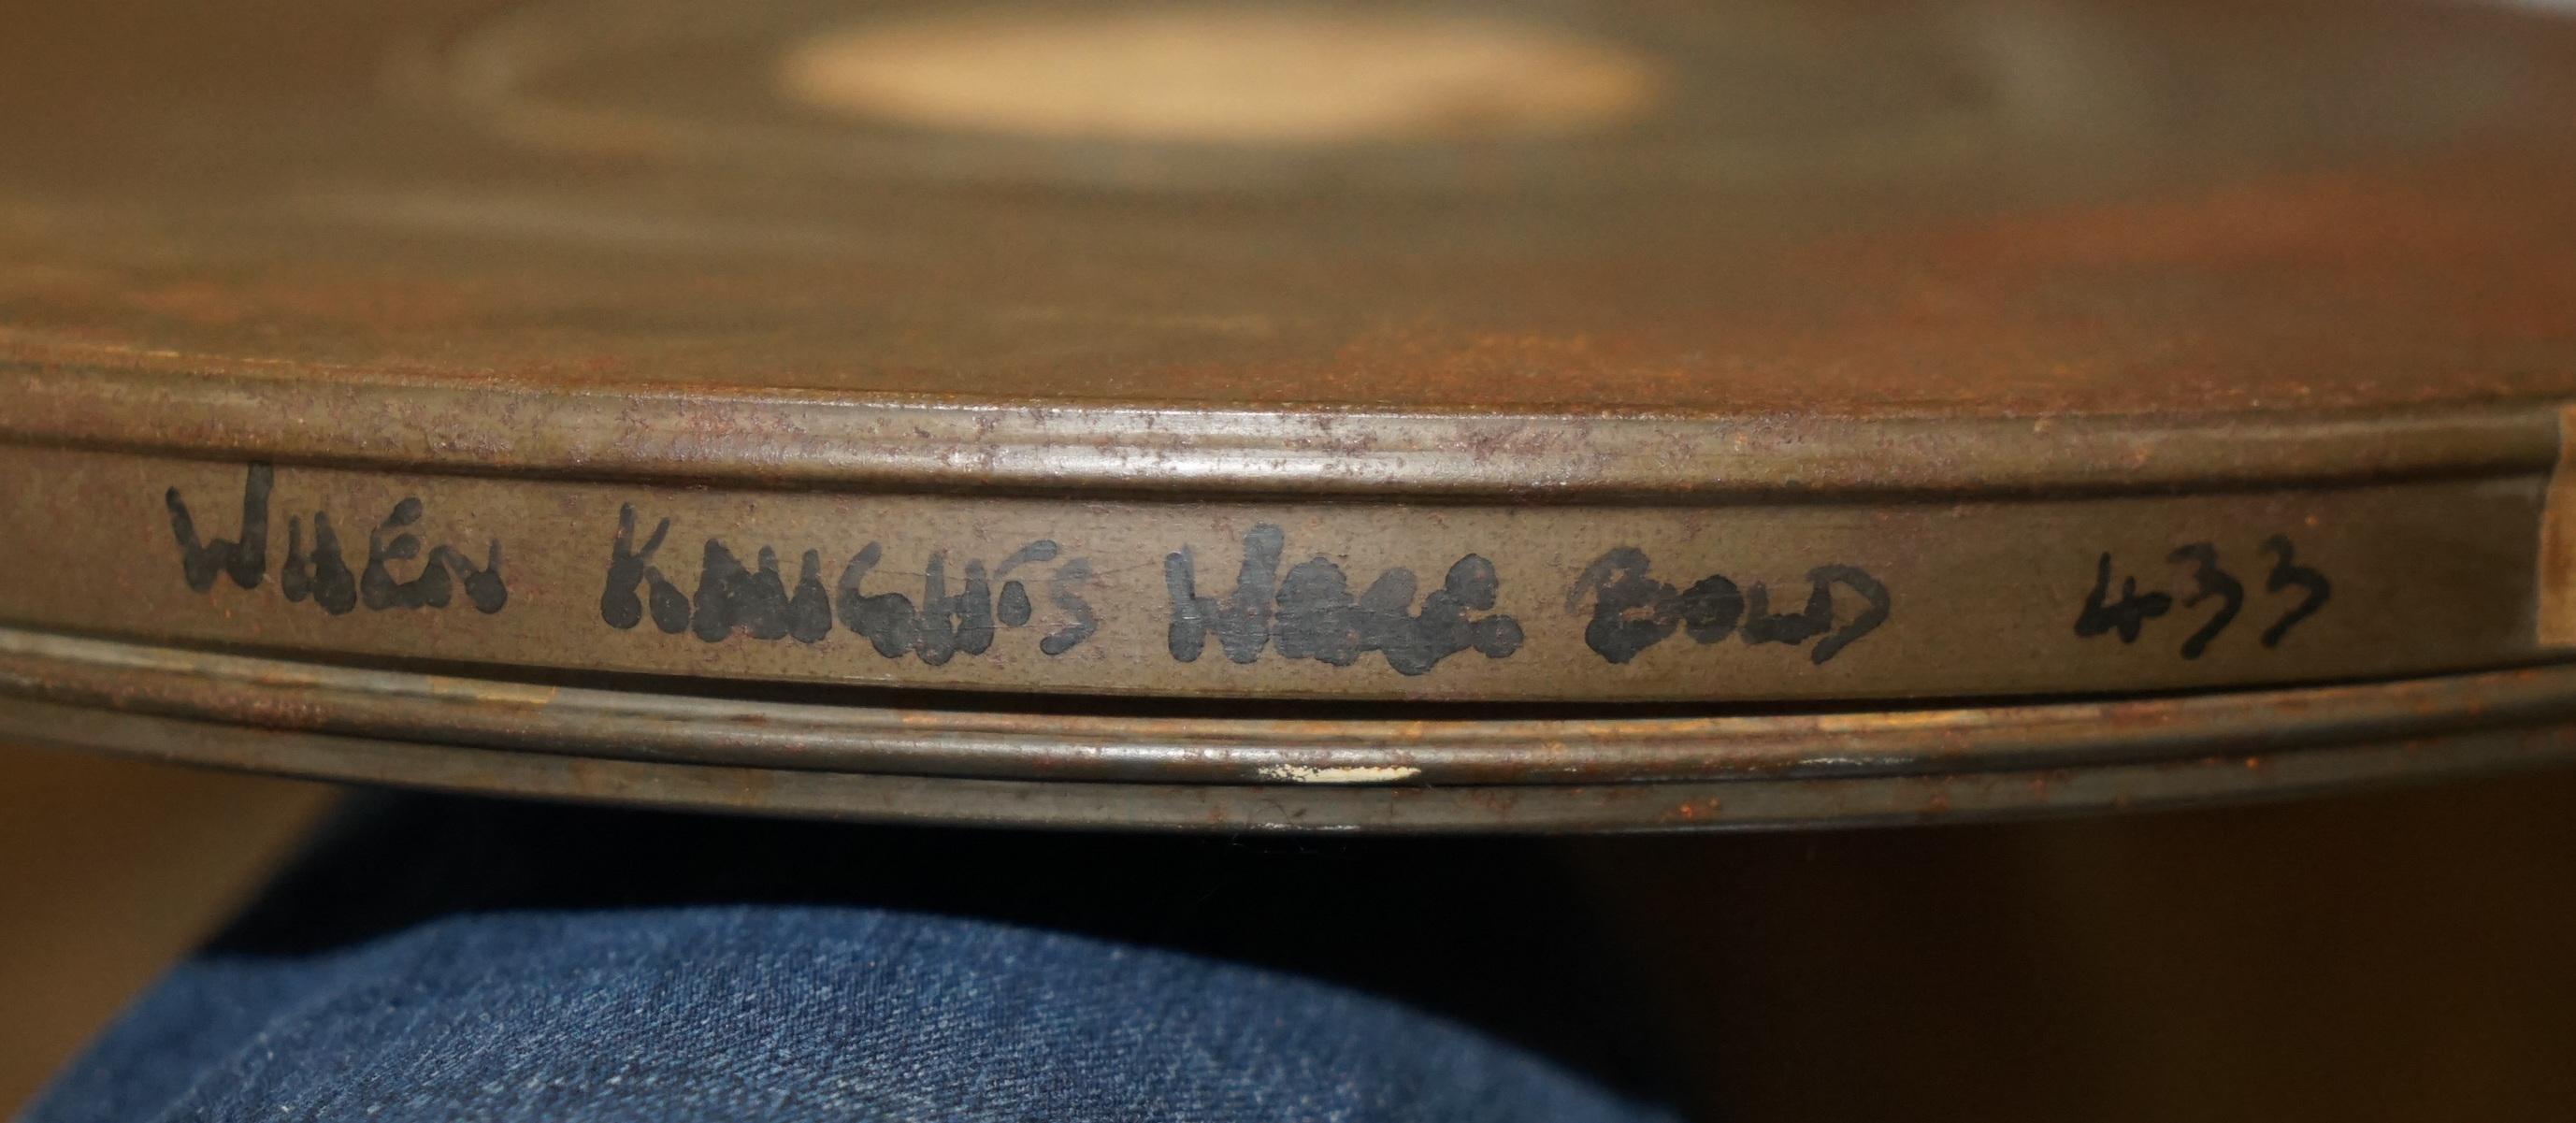 WHEN KNIGHTS WERE BOLD 433